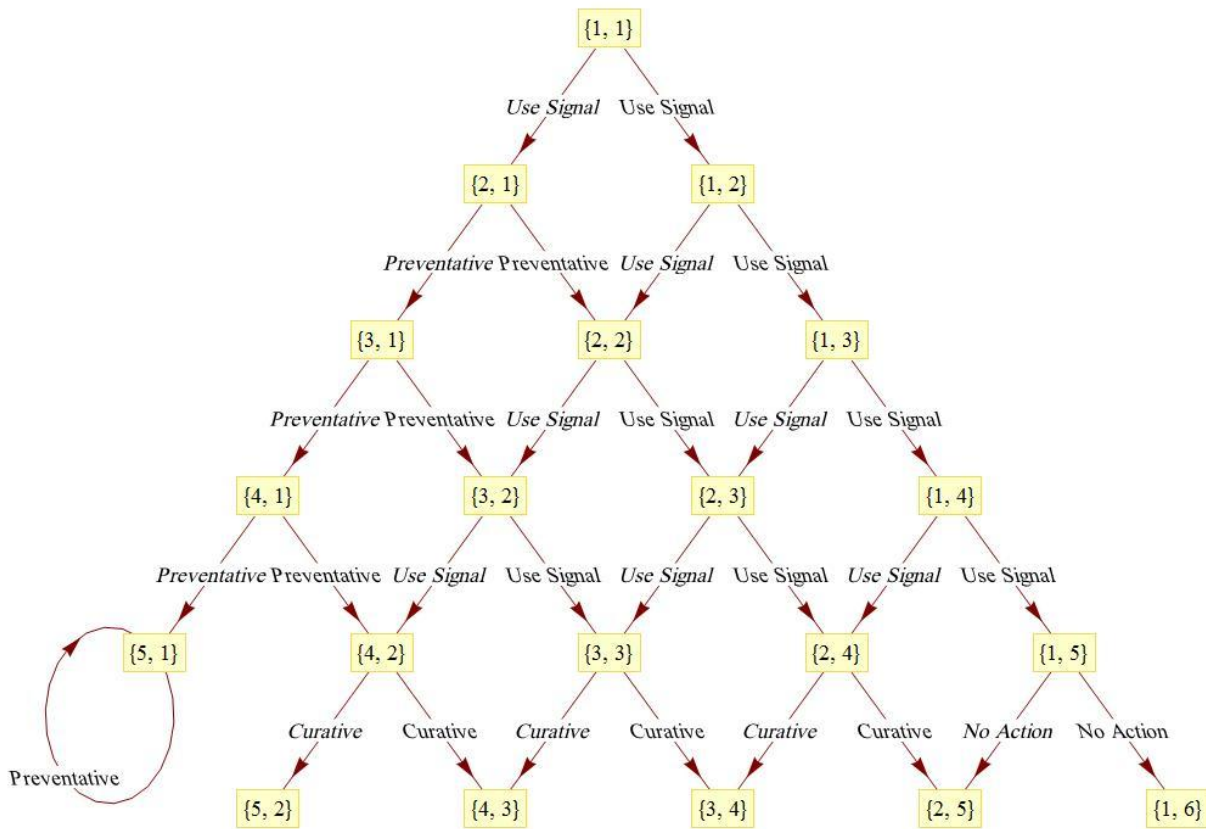 {1, 1}
Use Signal Use Signal
{2, 1} {1, 2}
Preventative Preventative Use Signal Use Signal
{3, 1} {2, 2} {1, 3}
Preventative Preventative Use Signal Use Signal Use Signal Use Signal
{4, 1} {3, 2} {2, 3} {1, 4}
Preventative Preventative Use Signal Use Signal Use Signal Use Signal Use Signal Use Signal
{5, 1} {4, 2} {3, 3} {2, 4} {1, 5}
Curative Curative Curative Curative Curative Curative No Action No Action
Preventative
{5, 2} {4, 3} {3, 4} {2, 5} {1, 6}